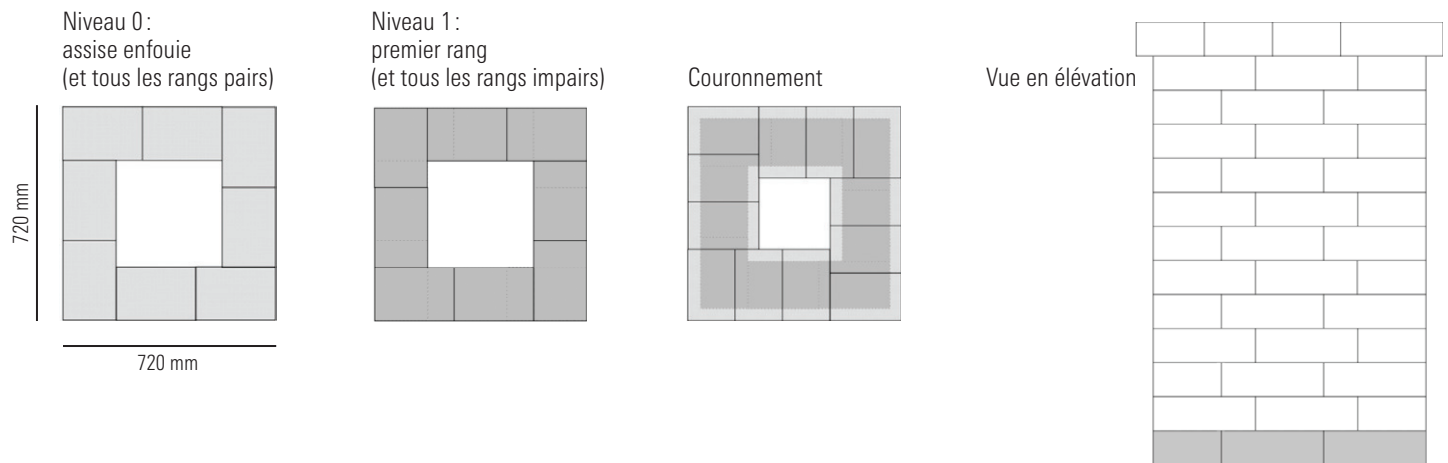 Niveau 0 :
assise enfouie
(et tous les rangs pairs)
Niveau 1 :
premier rang
(et tous les rangs impairs)
Couronnement
Vue en élévation
720 mm
720 mm